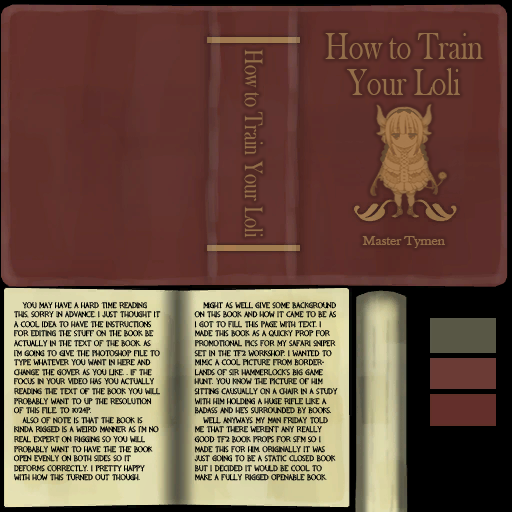 How to Train
Your Loli
Master Tymen
How to Train Your Loli
YOU MAY HAVE A HARD TIME READING
THIS, SORRY IN ADVANCE. I JUST THOUGHT IT
A COOL IDEA TO HAVE THE INSTRUCTIONS
FOR EDITING THE STUFF ON THE BOOK BE
ACTUALLY IN THE TEXT OF THE BOOK. AS
I'M GOING TO GIVE THE PHOTOSHOP FILE TO
TYPE WHATEVER YOU WANT IN HERE AND
CHANGE THE COVER AS YOU LIKE. . IF THE
FOCUS IN YOUR VIDEO HAS YOU ACTUALLY
READING THE TEXT OF THE BOOK YOU WILL
PROBABLY WANT TO UP THE RESOLUTION
OF THIS FILE TO 1024P.
ALSO OF NOTE IS THAT THE BOOK IS
KINDA RIGGED IS A WEIRD MANNER AS I'M NO
REAL EXPERT ON RIGGING SO YOU WILL
PROBABLY WANT TO HAVE THE THE BOOK
OPEN EVENLY ON BOTH SIDES SO IT
DEFORMS CORRECTLY. I PRETTY HAPPY
WITH HOW THIS TURNED OUT THOUGH.
MIGHT AS WELL GIVE SOME BACKGROUND
ON THIS BOOK AND HOW IT CAME TO BE AS
I GOT TO FILL THIS PAGE WITH TEXT. I
MADE THIS BOOK AS A QUICKY PROP FOR
PROMOTIONAL PICS FOR MY SAFARI SNIPER
SET IN THE TF2 WORKSHOP. I WANTED TO
MIMIC A COOL PICTURE FROM BORDER-
LANDS OF SIR HAMMERLOCKS BIG GAME
HUNT. YOU KNOW THE PICTURE OF HIM
SITTING CAUSUALLY ON A CHAIR IN A STUDY
WITH HIM HOLDING A HUGE RIFLE LIKE A
BADASS AND HE'S SURROUNDED BY BOOKS.
WELL ANYWAYS MY MAN FRIDAY TOLD
ME THAT THERE WERENT ANY REALLY
GOOD TF2 BOOK PROPS FOR SFM SO I
MADE THIS FOR HIM. ORIGINALLY IT WAS
JUST GOING TO BE A STATIC CLOSED BOOK
BUT I DECIDED IT WOULD BE COOL TO
MAKE A FULLY RIGGED OPENABLE BOOK.